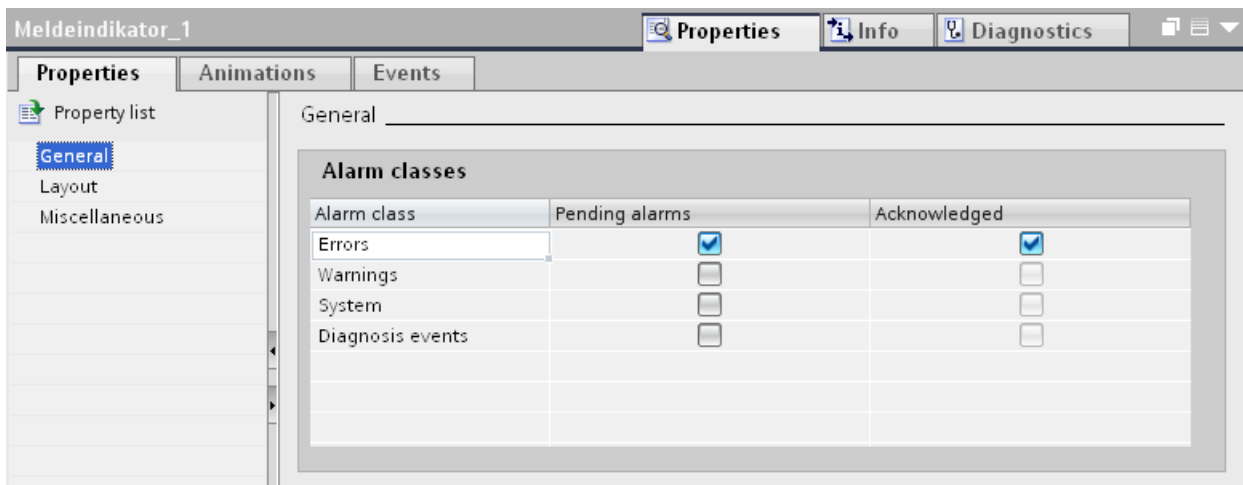 Meldeindikator_1 Properties Info Diagnostics
Properties Animations Events
Property list
General
Layout
Miscellaneous
General
Alarm classes
Alarm class Pending alarms Acknowledged
Errors
Warnings
System
Diagnosis events